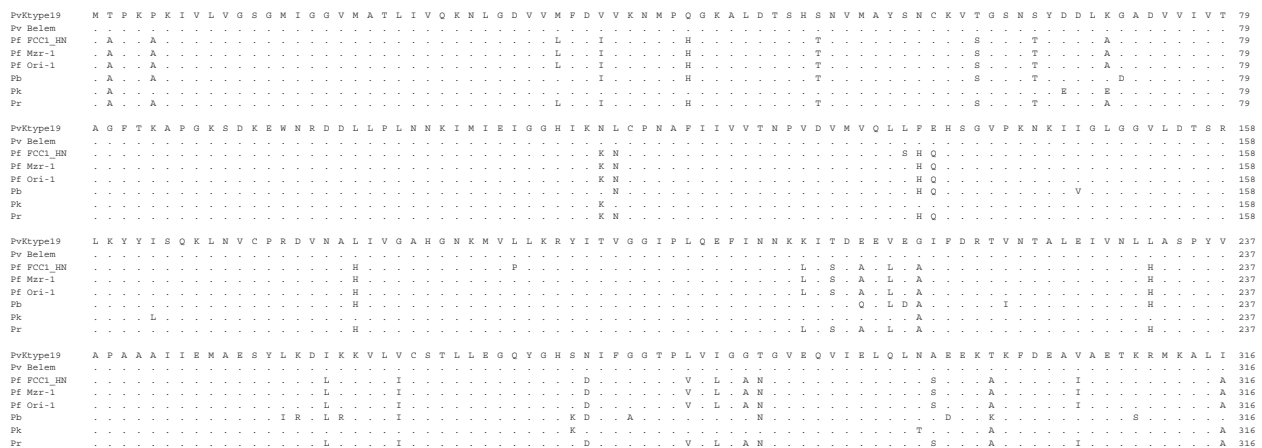 PvKtype19 M T P K P K I V L V G S G M I G G V M A T L I V Q K N L G D V V M F D V V K N M P Q G K A L D T S H S N V M A Y S N C K V T G S N S Y D D L K G A D V V I V T 79
Pv Belem . . . . . . . . . . . . . . . . . . . . . . . . . . . . . . . . . . . . . . . . . . . . . . . . . . . . . . . . . . . . . . . . . . . . . . . . . . . . . . . 79
Pf FCC1_HN . A . . A . . . . . . . . . . . . . . . . . . . . . . . . . . . L . . I . . . . . H . . . . . . . . T . . . . . . . . . . S . . . T . . . . A . . . . . . . . 79
Pf Mzr-1 . A . . A . . . . . . . . . . . . . . . . . . . . . . . . . . . L . . I . . . . . H . . . . . . . . T . . . . . . . . . . S . . . T . . . . A . . . . . . . . 79
Pf Ori-1 . A . . A . . . . . . . . . . . . . . . . . . . . . . . . . . . L . . I . . . . . H . . . . . . . . T . . . . . . . . . . S . . . T . . . . A . . . . . . . . 79
Pb . A . . A . . . . . . . . . . . . . . . . . . . . . . . . . . . . . . I . . . . . H . . . . . . . . T . . . . . . . . . . S . . . T . . . . . D . . . . . . . 79
Pk . A . . . . . . . . . . . . . . . . . . . . . . . . . . . . . . . . . . . . . . . . . . . . . . . . . . . . . . . . . . . . . . . . . E . . E . . . . . . . . 79
Pr . A . . A . . . . . . . . . . . . . . . . . . . . . . . . . . . L . . I . . . . . H . . . . . . . . T . . . . . . . . . . S . . . T . . . . A . . . . . . . . 79
PvKtype19 A G F T K A P G K S D K E W N R D D L L P L N N K I M I E I G G H I K N L C P N A F I I V V T N P V D V M V Q L L F E H S G V P K N K I I G L G G V L D T S R 158
Pv Belem . . . . . . . . . . . . . . . . . . . . . . . . . . . . . . . . . . . . . . . . . . . . . . . . . . . . . . . . . . . . . . . . . . . . . . . . . . . . . . . 158
Pf FCC1_HN . . . . . . . . . . . . . . . . . . . . . . . . . . . . . . . . . . . K N . . . . . . . . . . . . . . . . . . . S H Q . . . . . . . . . . . . . . . . . . . . 158
Pf Mzr-1 . . . . . . . . . . . . . . . . . . . . . . . . . . . . . . . . . . . K N . . . . . . . . . . . . . . . . . . . . H Q . . . . . . . . . . . . . . . . . . . . 158
Pf Ori-1 . . . . . . . . . . . . . . . . . . . . . . . . . . . . . . . . . . . K N . . . . . . . . . . . . . . . . . . . . H Q . . . . . . . . . . . . . . . . . . . . 158
Pb . . . . . . . . . . . . . . . . . . . . . . . . . . . . . . . . . . . . N . . . . . . . . . . . . . . . . . . . . H Q . . . . . . . . . V . . . . . . . . . . 158
Pk . . . . . . . . . . . . . . . . . . . . . . . . . . . . . . . . . . . K . . . . . . . . . . . . . . . . . . . . . . . . . . . . . . . . . . . . . . . . . . . 158
Pr . . . . . . . . . . . . . . . . . . . . . . . . . . . . . . . . . . . K N . . . . . . . . . . . . . . . . . . . . H Q . . . . . . . . . . . . . . . . . . . . 158
PvKtype19 L K Y Y I S Q K L N V C P R D V N A L I V G A H G N K M V L L K R Y I T V G G I P L Q E F I N N K K I T D E E V E G I F D R T V N T A L E I V N L L A S P Y V 237
Pv Belem . . . . . . . . . . . . . . . . . . . . . . . . . . . . . . . . . . . . . . . . . . . . . . . . . . . . . . . . . . . . . . . . . . . . . . . . . . . . . . . 237
Pf FCC1_HN . . . . . . . . . . . . . . . . . . H . . . . . . . . . . P . . . . . . . . . . . . . . . . . . . L . S . A . L . A . . . . . . . . . . . . . . . H . . . . . 237
Pf Mzr-1 . . . . . . . . . . . . . . . . . . H . . . . . . . . . . . . . . . . . . . . . . . . . . . . . . L . S . A . L . A . . . . . . . . . . . . . . . H . . . . . 237
Pf Ori-1 . . . . . . . . . . . . . . . . . . H . . . . . . . . . . . . . . . . . . . . . . . . . . . . . . L . S . A . L . A . . . . . . . . . . . . . . . H . . . . . 237
Pb . . . . . . . . . . . . . . . . . . H . . . . . . . . . . . . . . . . . . . . . . . . . . . . . . . . . . Q . L D A . . . . . I . . . . . . . . . H . . . . . 237
Pk . . . . L . . . . . . . . . . . . . . . . . . . . . . . . . . . . . . . . . . . . . . . . . . . . . . . . . . . . A . . . . . . . . . . . . . . . . . . . . . 237
Pr . . . . . . . . . . . . . . . . . . H . . . . . . . . . . . . . . . . . . . . . . . . . . . . . . L . S . A . L . A . . . . . . . . . . . . . . . H . . . . . 237
PvKtype19 A P A A A I I E M A E S Y L K D I K K V L V C S T L L E G Q Y G H S N I F G G T P L V I G G T G V E Q V I E L Q L N A E E K T K F D E A V A E T K R M K A L I 316
Pv Belem . . . . . . . . . . . . . . . . . . . . . . . . . . . . . . . . . . . . . . . . . . . . . . . . . . . . . . . . . . . . . . . . . . . . . . . . . . . . . . . 316
Pf FCC1_HN . . . . . . . . . . . . . . . . L . . . . I . . . . . . . . . . . . D . . . . . . V . L . A N . . . . . . . . . . . S . . . A . . . . . I . . . . . . . . . A 316
Pf Mzr-1 . . . . . . . . . . . . . . . . L . . . . I . . . . . . . . . . . . D . . . . . . V . L . A N . . . . . . . . . . . S . . . A . . . . . I . . . . . . . . . A 316
Pf Ori-1 . . . . . . . . . . . . . . . . L . . . . I . . . . . . . . . . . . D . . . . . . V . L . A N . . . . . . . . . . . S . . . A . . . . . I . . . . . . . . . A 316
Pb . . . . . . . . . . . . . I R . L R . . . I . . . . . . . . . . . K D . . A . . . . . . . . N . . . . . . . . . . . . D . . K . . . . . . . . . S . . . . . . 316
Pk . . . . . . . . . . . . . . . . . . . . . . . . . . . . . . . . . K . . . . . . . . . . . . . . . . . . . . . . . T . . . . A . . . . . . . . . . . . . . . A 316
Pr . . . . . . . . . . . . . . . . L . . . . I . . . . . . . . . . . . D . . . . . . V . L . A N . . . . . . . . . . . S . . . A . . . . . I . . . . . . . . . A 316